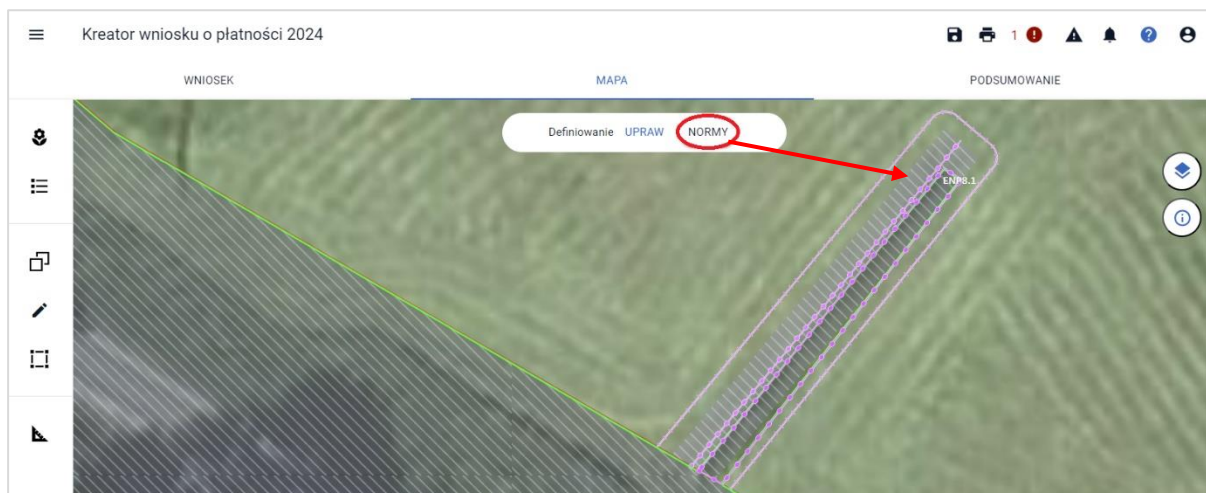 Kreator wniosku o płatności 2024
1
WNIOSEK MAPA PODSUMOWANIE
Definiowanie UPRAW NORMY
ENP8.1